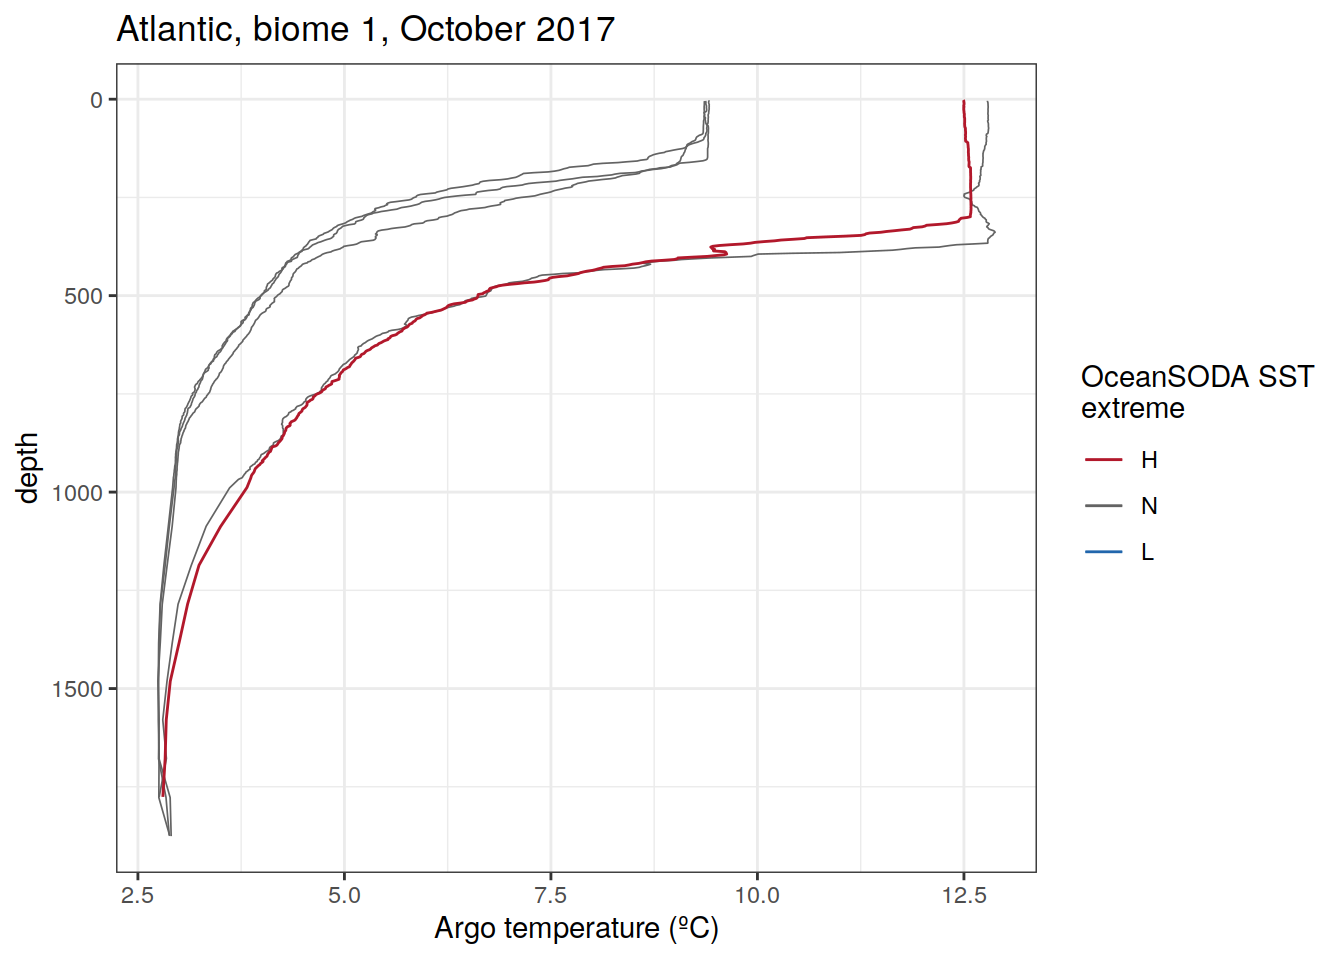 Atlantic, biome 1, October 2017
0
500
1000
1500
depth
2.5
5.0
7.5
10.0
12.5
Argo temperature (ºC)
OceanSODA SST
extreme
H
N
L